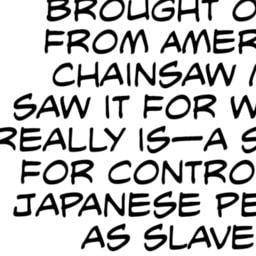 BROUGHT O
FROM AMER
CHAINSAW M
SAW IT FOR W
REALLY IS—A S
FOR CONTRO
JAPANESE PE
AS SLAVE